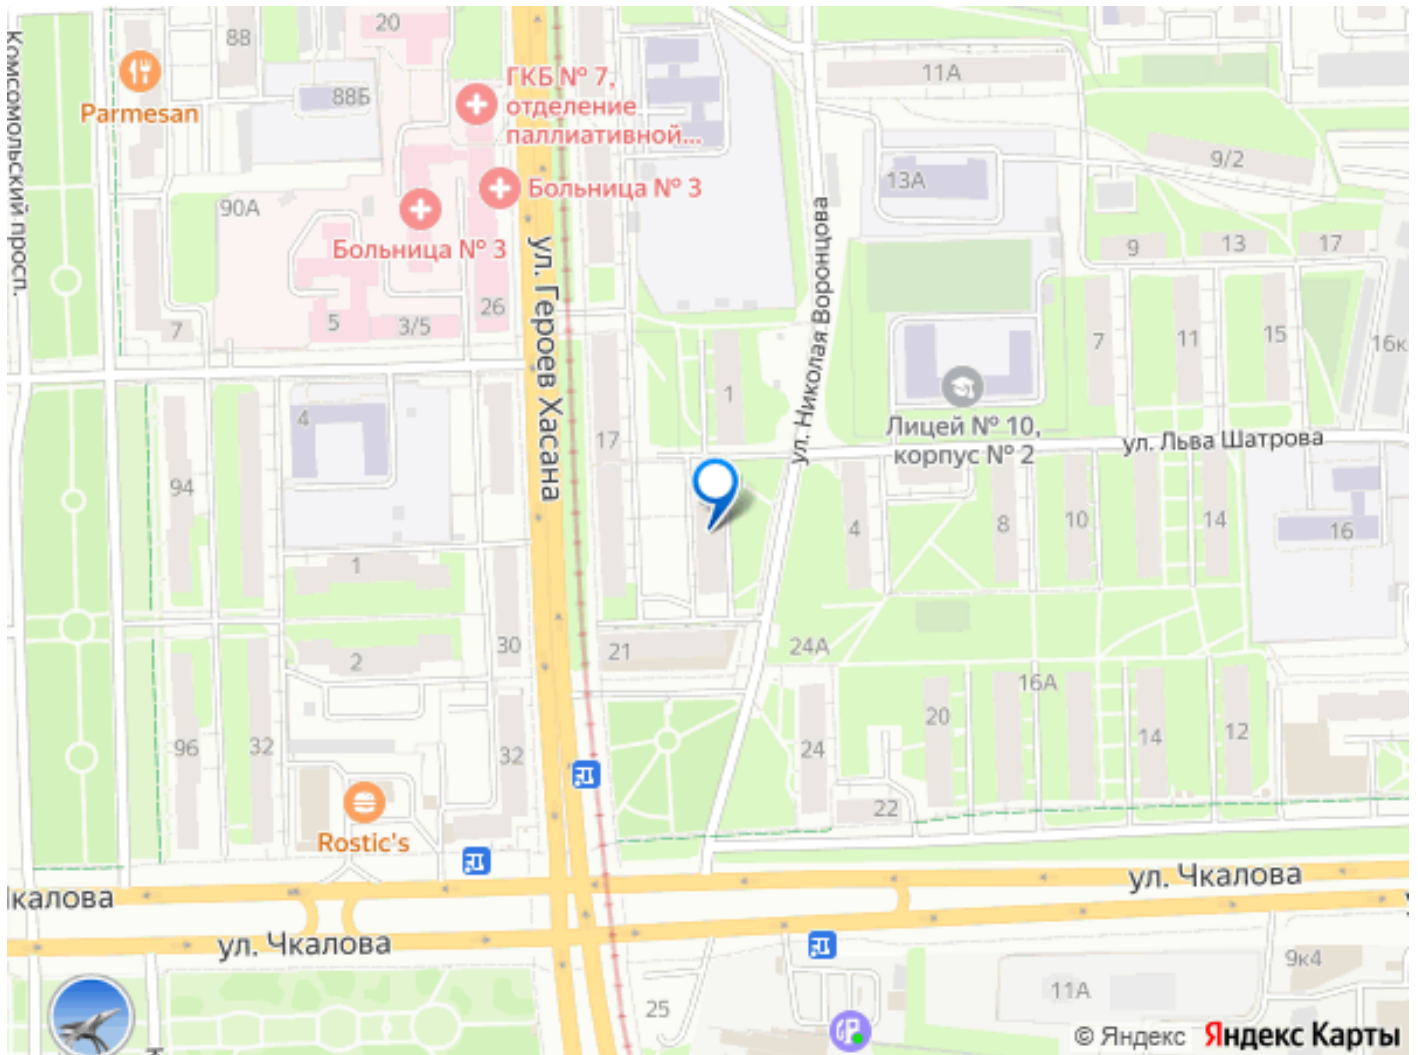 20
88
11А
ГКБ № 7,
отделение
паллиативной...
88Б
Parmesan
9/2
13А
Больница № 3
90А
Комсомольский просп.
Больница № 3
9
13
17
ул. Героев Хасана
ул. Николая Воронцова
26
5
3/5
7
7
11
15
16к
1
4
17
Лицей № 10,
корпус № 2
ул. Льва Шатрова
94
4
8
10
14
16
1
30
21
24А
2
16А
20
96
32
32
24
14
12
22
Rostic's
ул. Чкалова
чкалова
ул. Чкалова
9к4
11А
25
© Яндекс Яндекс Карты